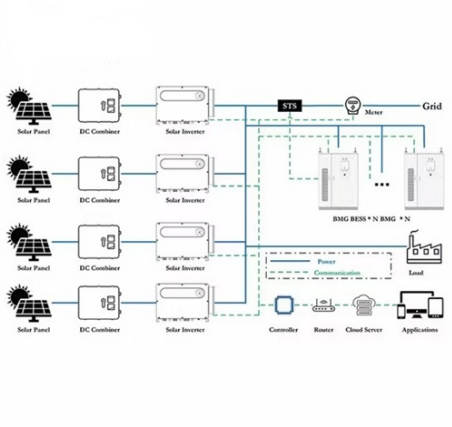 STS
Meter
Grid
Solar Panel
DC Combiner
Solar Inverter
Solar Panel
DC Combiner
Solar Inverter
BMG BESS * N BMG * N
Solar Panel
DC Combiner
Solar Inverter
Power
Communication
Load
Solar Panel
DC Combiner
Solar Inverter
Controller
Router
Cloud Server
Applications